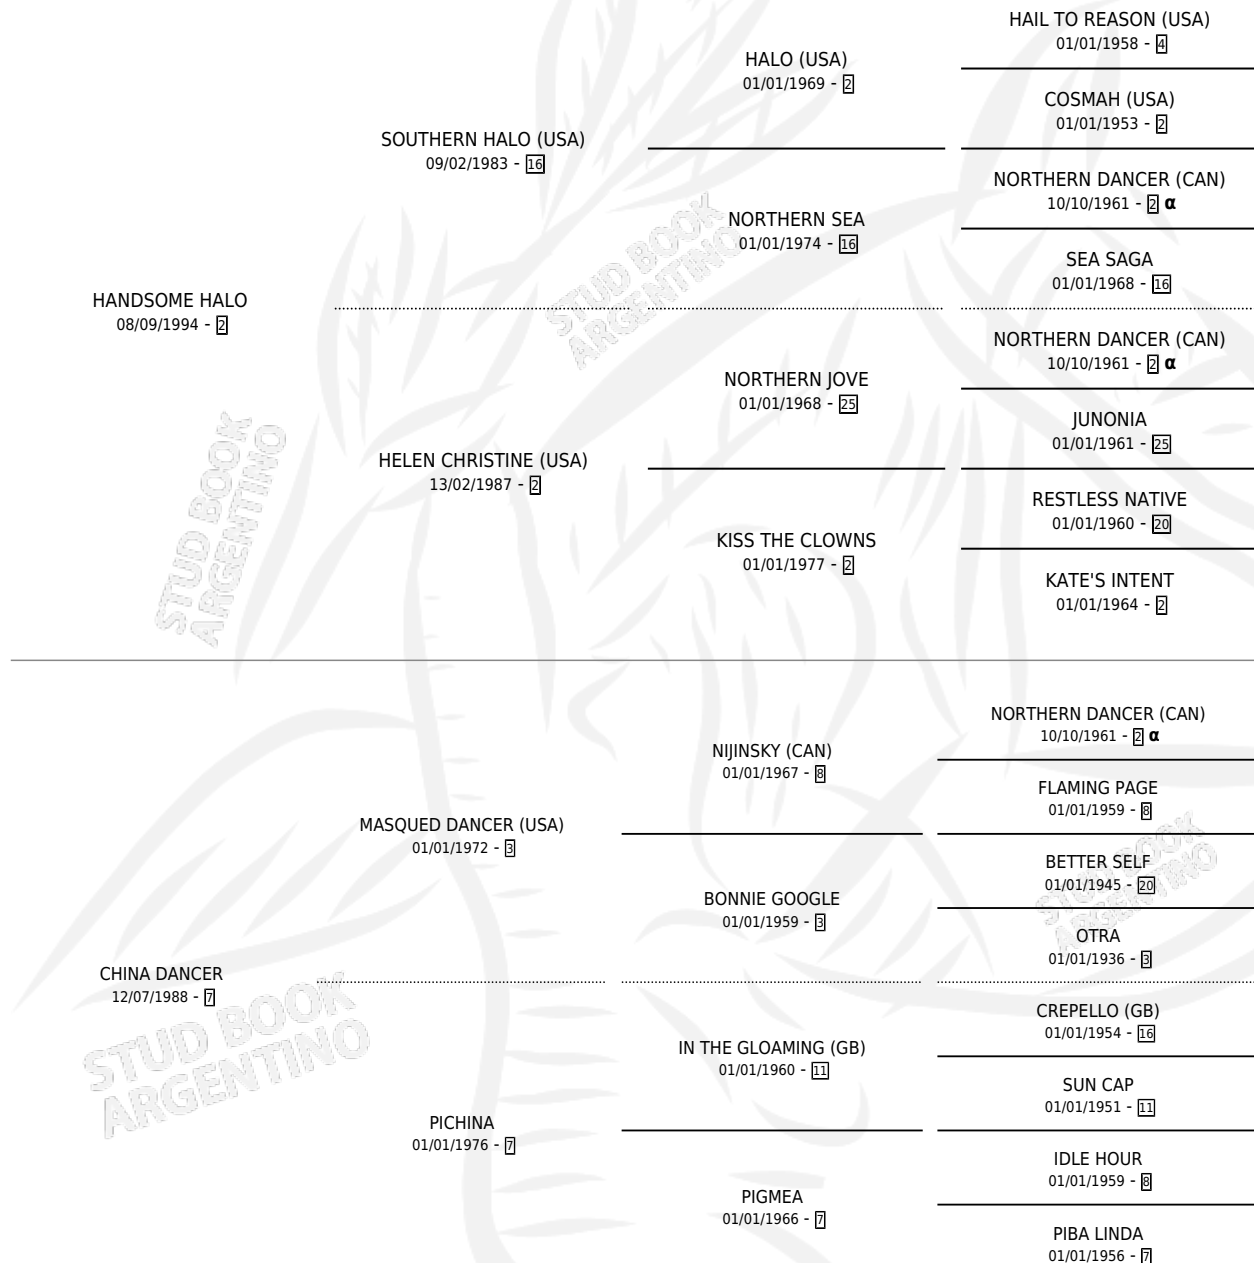 HAIL TO REASON (USA)
01/01/1958 - 4
HALO (USA)
01/01/1969 - 2
COSMAH (USA)
01/01/1953 - 2
SOUTHERN HALO (USA)
09/02/1983 - 16
NORTHERN DANCER (CAN)
10/10/1961 - 2 α
NORTHERN SEA
01/01/1974 - 16
SEA SAGA
01/01/1968 - 16
HANDSOME HALO
08/09/1994 - 2
NORTHERN DANCER (CAN)
10/10/1961 - 2 α
NORTHERN JOVE
01/01/1968 - 25
JUNONIA
01/01/1961 - 25
HELEN CHRISTINE (USA)
13/02/1987 - 2
RESTLESS NATIVE
01/01/1960 - 20
KISS THE CLOWNS
01/01/1977 - 2
KATE'S INTENT
01/01/1964 - 2
NORTHERN DANCER (CAN)
10/10/1961 - 2 α
NIJINSKY (CAN)
01/01/1967 - 8
FLAMING PAGE
01/01/1959 - 8
MASQUED DANCER (USA)
01/01/1972 - 3
BETTER SELF
01/01/1945 - 20
BONNIE GOOGLE
01/01/1959 - 3
OTRA
01/01/1936 - 3
CHINA DANCER
12/07/1988 - 7
CREPELLO (GB)
01/01/1954 - 16
IN THE GLOAMING (GB)
01/01/1960 - 11
SUN CAP
01/01/1951 - 11
PICHINA
01/01/1976 - 7
IDLE HOUR
01/01/1959 - 8
PIGMEA
01/01/1966 - 7
PIBA LINDA
01/01/1956 - 7
STUD BOOK
ARGENTINO
STUD BOOK
ARGENTINO
STUD BOOK
ARGENTINO
STUD BOOK
ARGENTINO